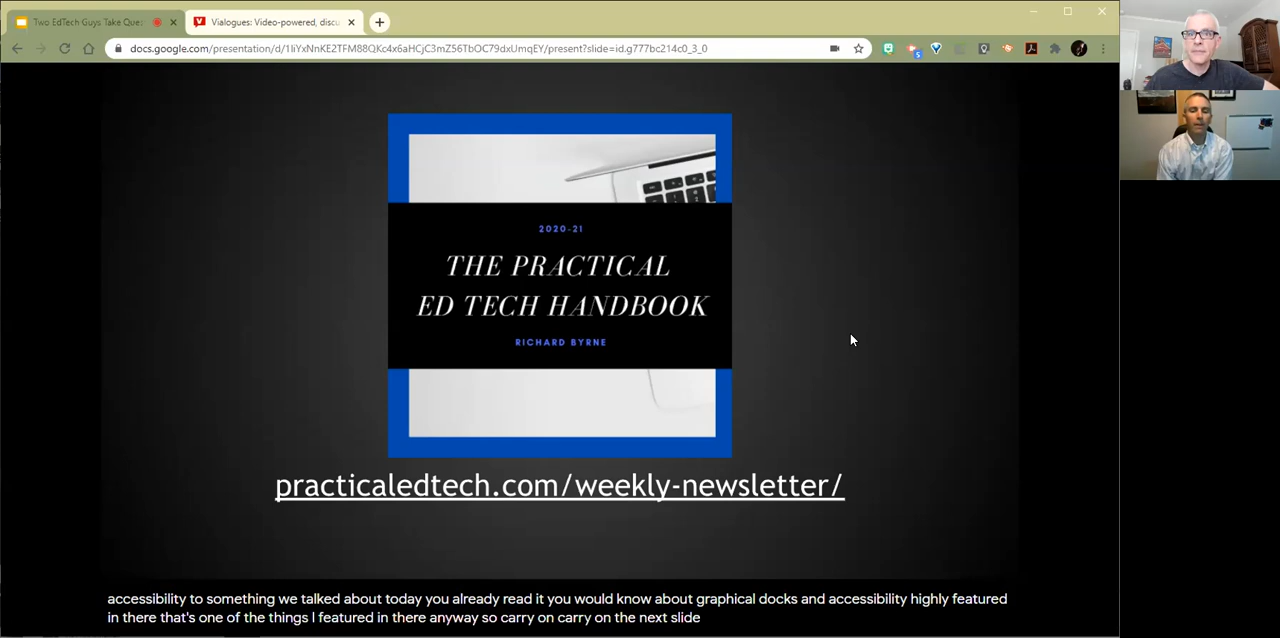 Two EdTech Guys Take Que
Vialogues: Video-powered, discu
docs.google.com/presentation/d/1IiYxNnKE2TFM88QKc4x6aHCjC3mZ56TbOC79dxUmqEY/present?slide=id.g777bc214c0_3_0
2020-21
THE PRACTICAL
ED TECH HANDBOOK
RICHARD BYRNE
practicaledtech.com/weekly-newsletter/
accessibility to something we talked about today you already read it you would know about graphical docks and accessibility highly featured
in there that's one of the things I featured in there anyway so carry on carry on the next slide